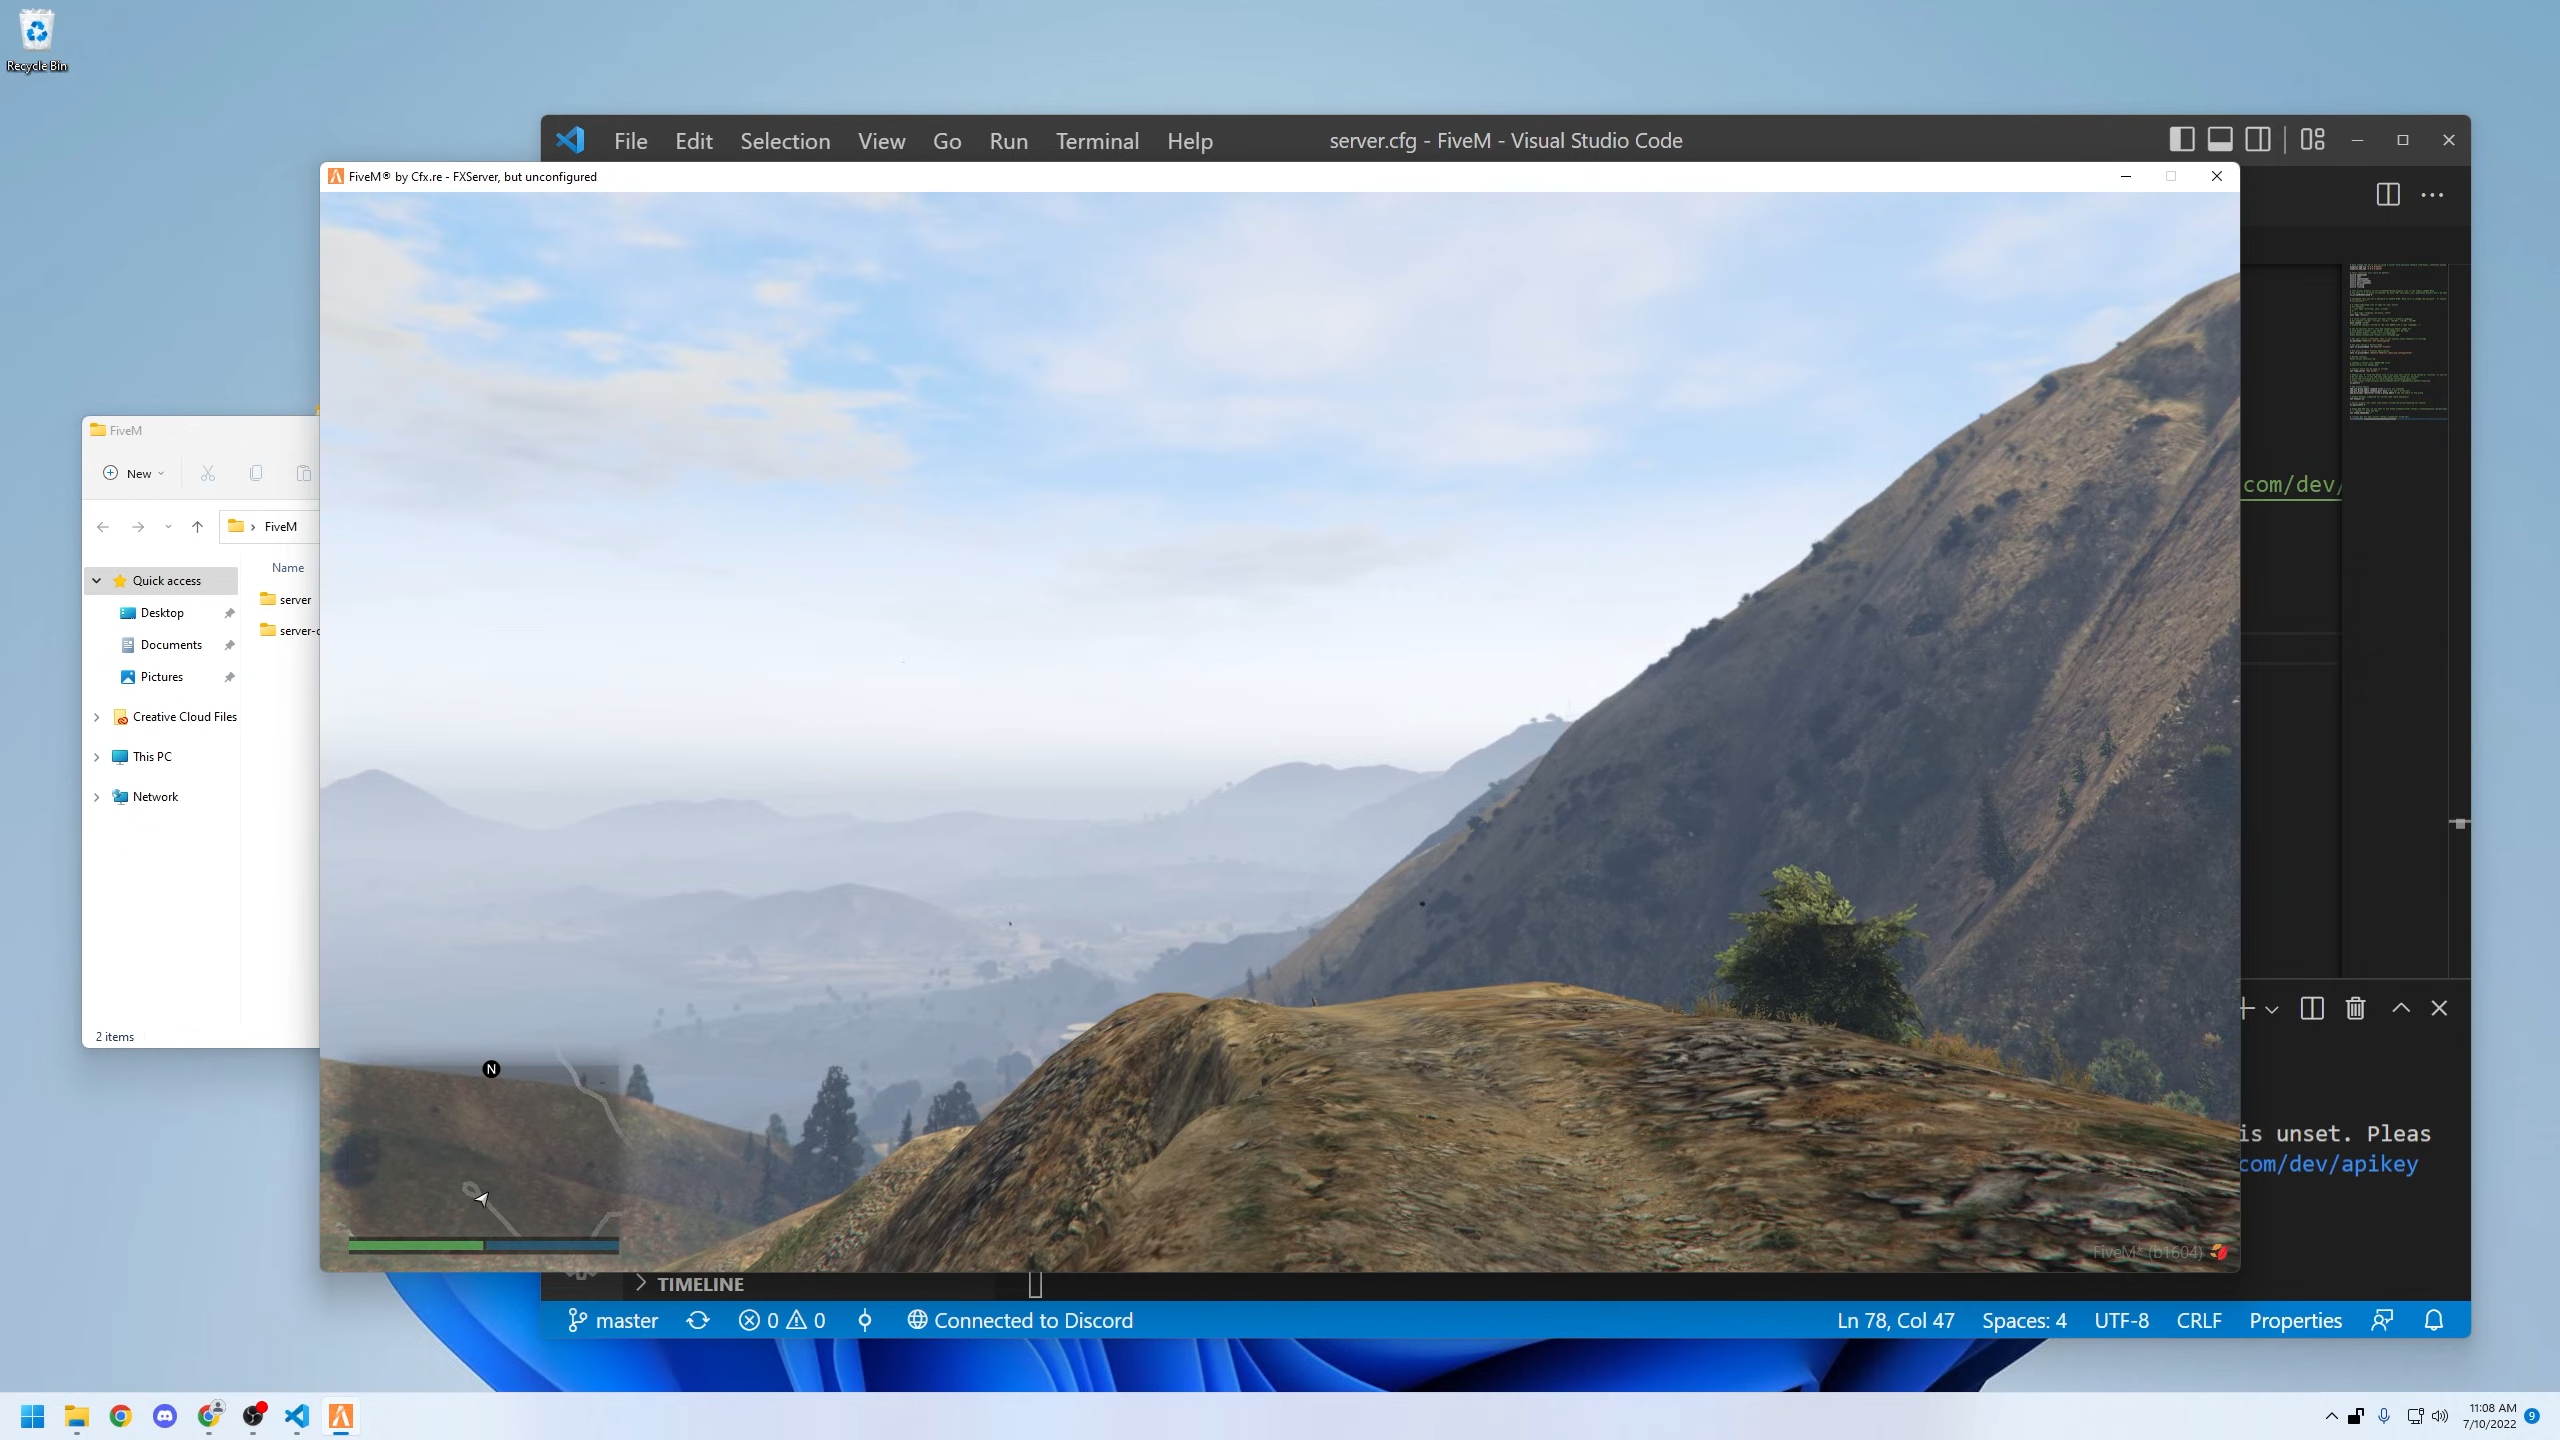 Recycle Bin
File Edit Selection View Go Run Terminal Help
server.cfg - FiveM - Visual Studio Code
FiveM® by Cfx.re - FXServer, but unconfigured
FiveM
New
FiveM
Name
Quick access
server
Desktop
Documents
Pictures
Creative Cloud Files
This PC
Network
2 items
com/dev/
is unset. Pleas
com/dev/apikey
N
FiveM* (b1604)
TIMELINE
master
0
0
Connected to Discord
Ln 78, Col 47
Spaces: 4
UTF-8
CRLF
Properties
11:08 AM
7/10/2022
9